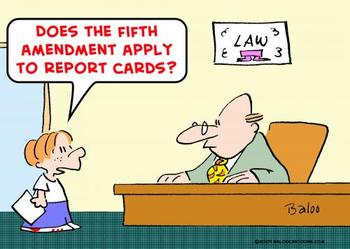 DOES THE FIFTH
AMENDMENT APPLY
TO REPORT CARDS?
LAW
Baloo